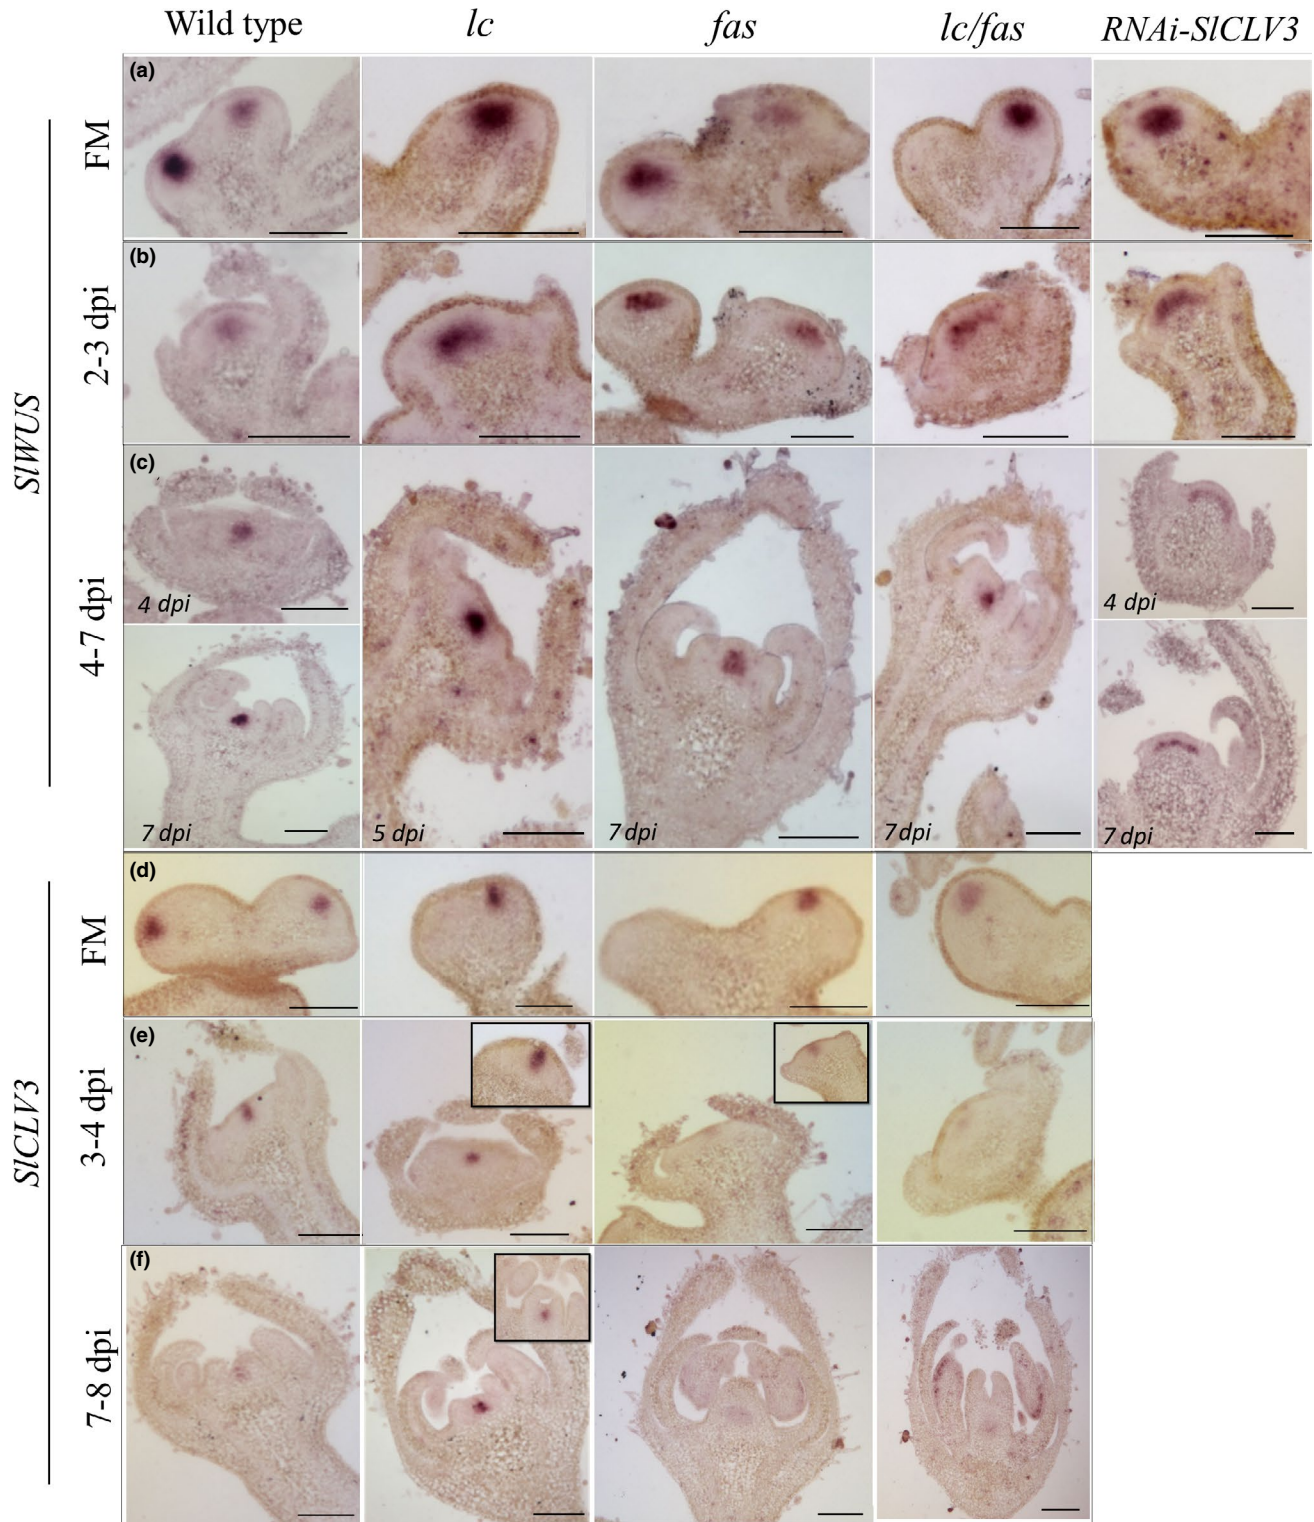 Wild type lc fas lc/fas RNAi-SlCLV3
SlWUS
(a)
FM
(b)
2-3 dpi
(c)
4-7 dpi
4 dpi
4 dpi
7 dpi 5 dpi 7 dpi 7 dpi 7 dpi
SlCLV3
(d)
FM
(e)
3-4 dpi
(f)
7-8 dpi